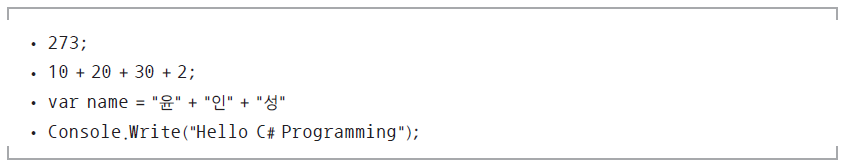 • 273;
• 10 + 20 + 30 + 2;
• var name = "윤" + "인" + "성"
• Console.Write("Hello C# Programming");